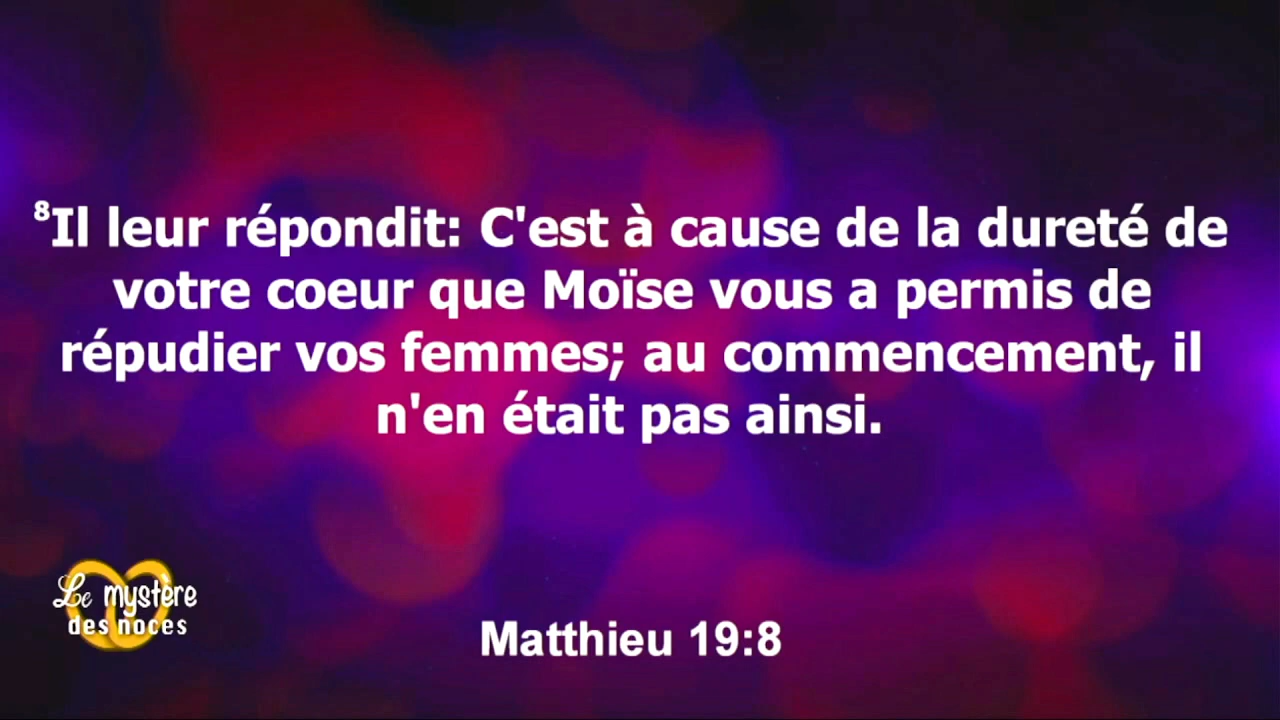 ⁸Il leur répondit: C'est à cause de la dureté de
votre coeur que Moïse vous a permis de
répudier vos femmes; au commencement, il
n'en était pas ainsi.
Le mystère
des noces
Matthieu 19:8